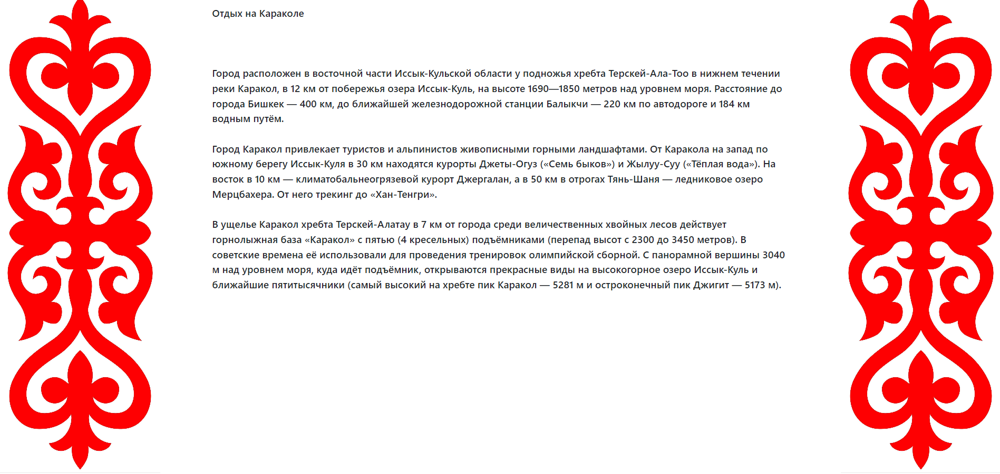 Отдых на Караколе
Город расположен в восточной части Иссык-Кульской области у подножья хребта Терскей-Ала-Тоо в нижнем течении
реки Каракол, в 12 км от побережья озера Иссык-Куль, на высоте 1690—1850 метров над уровнем моря. Расстояние до
города Бишкек — 400 км, до ближайшей железнодорожной станции Балыкчи — 220 км по автодороге и 184 км
водным путём.
Город Каракол привлекает туристов и альпинистов живописными горными ландшафтами. От Каракола на запад по
южному берегу Иссык-Куля в 30 км находятся курорты Джеты-Огуз («Семь быков») и Жылуу-Суу («Тёплая вода»). На
восток в 10 км — климатобальнеогрязевой курорт Джергалан, а в 50 км в отрогах Тянь-Шаня — ледниковое озеро
Мерцбахера. От него трекинг до «Хан-Тенгри».
В ущелье Каракол хребта Терскей-Алатау в 7 км от города среди величественных хвойных лесов действует
горнолыжная база «Каракол» с пятью (4 кресельных) подъёмниками (перепад высот с 2300 до 3450 метров). В
советские времена её использовали для проведения тренировок олимпийской сборной. С панорамной вершины 3040
м над уровнем моря, куда идёт подъёмник, открываются прекрасные виды на высокогорное озеро Иссык-Куль и
ближайшие пятитысячники (самый высокий на хребте пик Каракол — 5281 м и остроконечный пик Джигит — 5173 м).